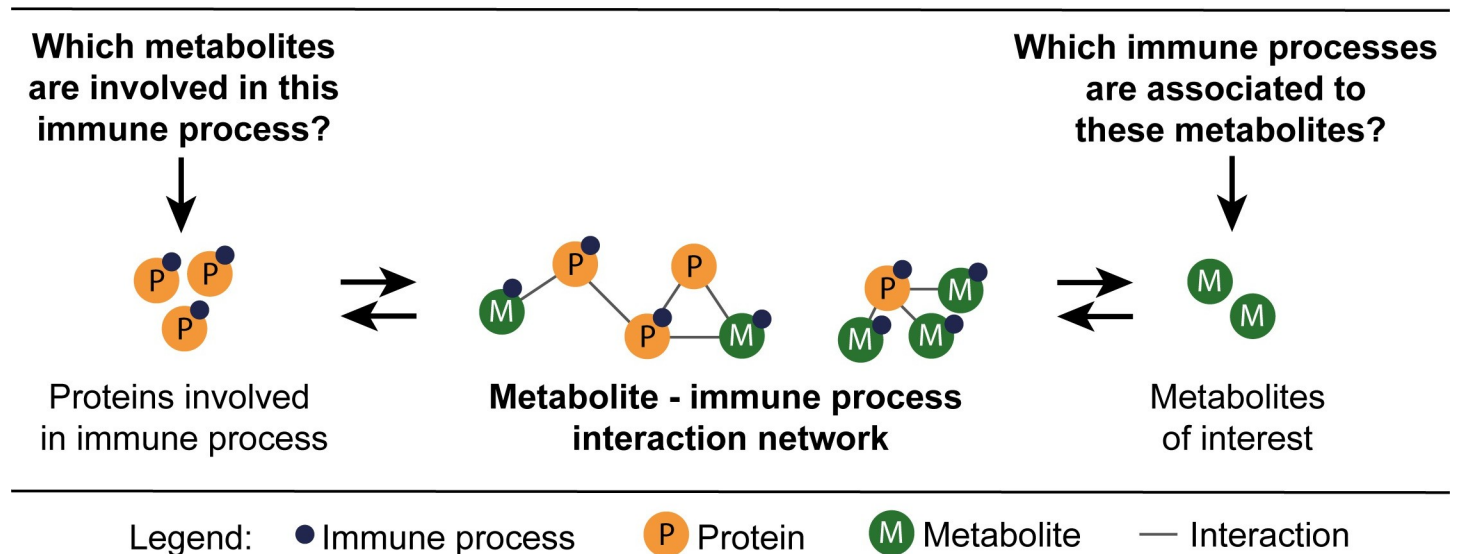 Which metabolites
are involved in this
immune process?
Which immune processes
are associated to
these metabolites?
P P P
M P P P M
P M M M
M M
Proteins involved
in immune process
Metabolite - immune process
interaction network
Metabolites
of interest
Legend: Immune process P Protein M Metabolite Interaction